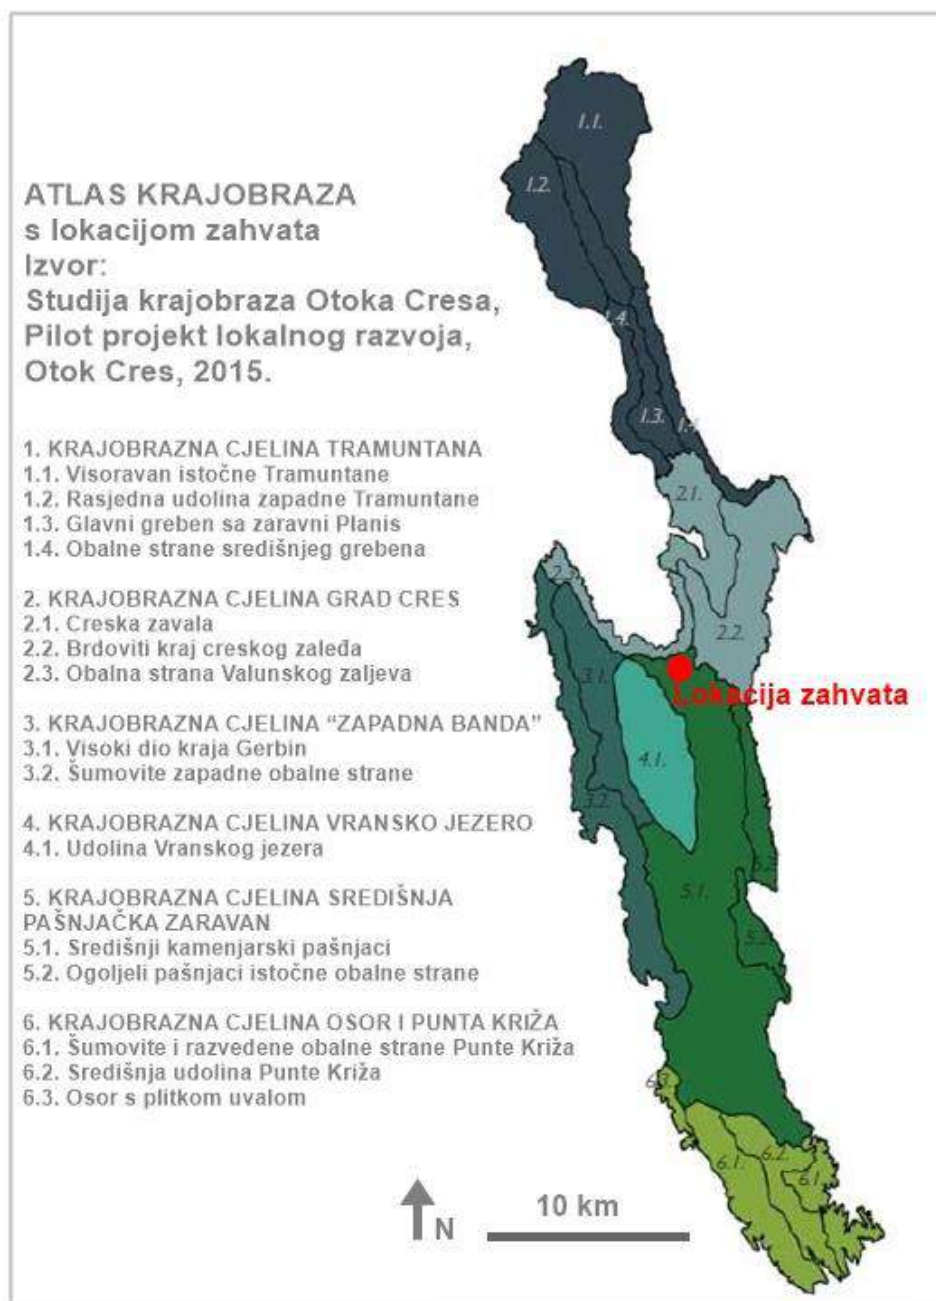 ATLAS KRAJOBRAZA
s lokacijom zahvata
Izvor:
Studija krajobraza Otoka Cresa,
Pilot projekt lokalnog razvoja,
Otok Cres, 2015.
1. KRAJOBRAZNA CJELINA TRAMUNTANA
1.1. Visoravan istočne Tramuntane
1.2. Rasjedna udolina zapadne Tramuntane
1.3. Glavni greben sa zaravni Planis
1.4. Obalne strane središnjeg grebena
2. KRAJOBRAZNA CJELINA GRAD CRES
2.1. Creska zavala
2.2. Brdoviti kraj creskog zaleđa
2.3. Obalna strana Valunskog zaljeva
3. KRAJOBRAZNA CJELINA “ZAPADNA BANDA”
3.1. Visoki dio kraja Gerbin
3.2. Šumovite zapadne obalne strane
4. KRAJOBRAZNA CJELINA VRANSKO JEZERO
4.1. Udolina Vranskog jezera
5. KRAJOBRAZNA CJELINA SREDIŠNJA
PAŠNJAČKA ZARAVAN
5.1. Središnji kamenjarski pašnjaci
5.2. Ogoljeli pašnjaci istočne obalne strane
6. KRAJOBRAZNA CJELINA OSOR I PUNTA KRIŽA
6.1. Šumovite i razvedene obalne strane Punte Križa
6.2. Središnja udolina Punte Križa
6.3. Osor s plitkom uvalom
1.1.
1.2.
1.3.
2.1.
2.2.
Lokacija zahvata
3.1.
4.1.
3.2.
5.1.
5.2.
6.3.
6.2.
6.1.
6.1.
N
10 km